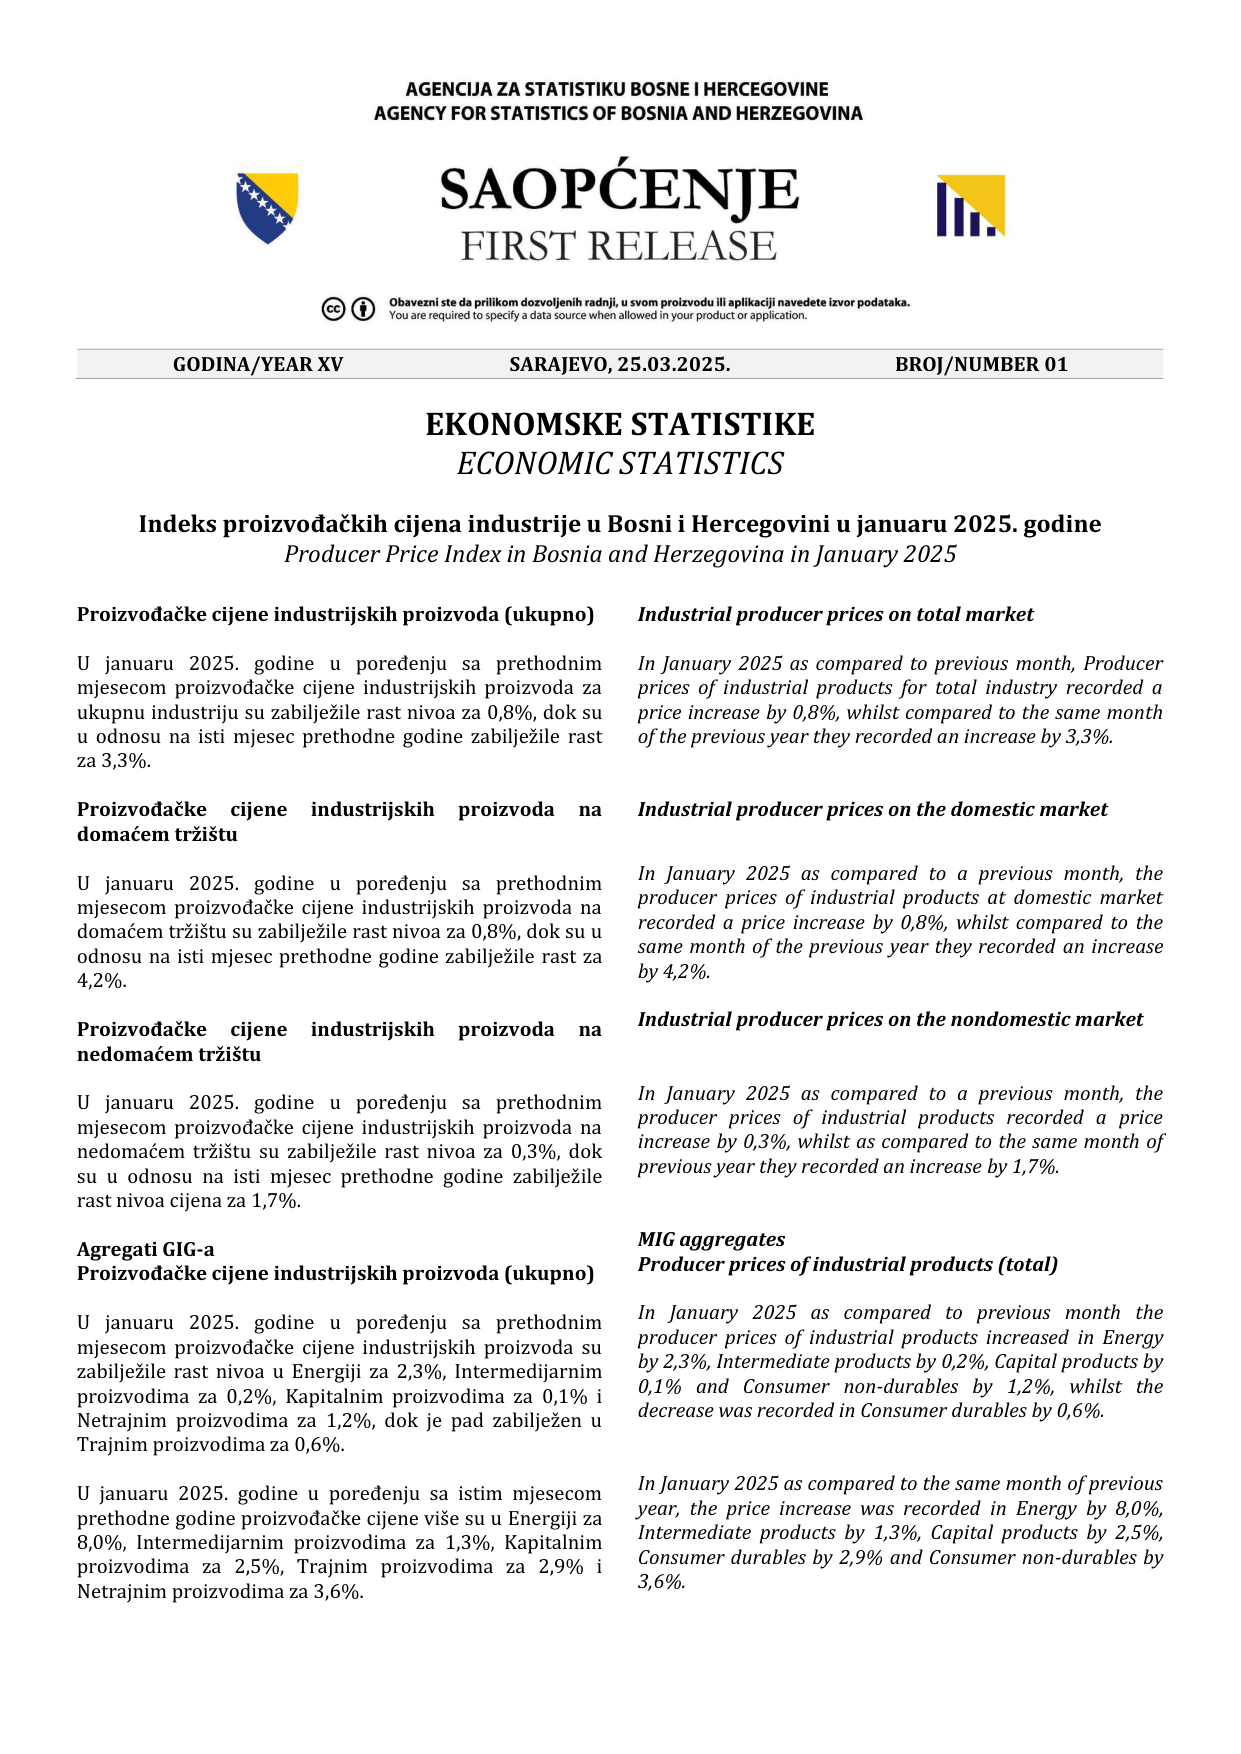 AGENCIJA ZA STATISTIKU BOSNE I HERCEGOVINE
AGENCY FOR STATISTICS OF BOSNIA AND HERZEGOVINA
SAOPĆENJE
FIRST RELEASE
cc
Obavezni ste da prilikom dozvoljenih radnji, u svom proizvodu ili aplikaciji navedete izvor podataka.
You are required to specify a data source when allowed in your product or application.
GODINA/YEAR XV SARAJEVO, 25.03.2025. BROJ/NUMBER 01
EKONOMSKE STATISTIKE
ECONOMIC STATISTICS
Indeks proizvođačkih cijena industrije u Bosni i Hercegovini u januaru 2025. godine
Producer Price Index in Bosnia and Herzegovina in January 2025
Proizvođačke cijene industrijskih proizvoda (ukupno)
U januaru 2025. godine u poređenju sa prethodnim
mjesecom proizvođačke cijene industrijskih proizvoda za
ukupnu industriju su zabilježile rast nivoa za 0,8%, dok su
u odnosu na isti mjesec prethodne godine zabilježile rast
za 3,3%.
Proizvođačke cijene industrijskih proizvoda na
domaćem tržištu
U januaru 2025. godine u poređenju sa prethodnim
mjesecom proizvođačke cijene industrijskih proizvoda na
domaćem tržištu su zabilježile rast nivoa za 0,8%, dok su u
odnosu na isti mjesec prethodne godine zabilježile rast za
4,2%.
Proizvođačke cijene industrijskih proizvoda na
nedomaćem tržištu
U januaru 2025. godine u poređenju sa prethodnim
mjesecom proizvođačke cijene industrijskih proizvoda na
nedomaćem tržištu su zabilježile rast nivoa za 0,3%, dok
su u odnosu na isti mjesec prethodne godine zabilježile
rast nivoa cijena za 1,7%.
Agregati GIG-a
Proizvođačke cijene industrijskih proizvoda (ukupno)
U januaru 2025. godine u poređenju sa prethodnim
mjesecom proizvođačke cijene industrijskih proizvoda su
zabilježile rast nivoa u Energiji za 2,3%, Intermedijarnim
proizvodima za 0,2%, Kapitalnim proizvodima za 0,1% i
Netrajnim proizvodima za 1,2%, dok je pad zabilježen u
Trajnim proizvodima za 0,6%.
U januaru 2025. godine u poređenju sa istim mjesecom
prethodne godine proizvođačke cijene više su u Energiji za
8,0%, Intermedijarnim proizvodima za 1,3%, Kapitalnim
proizvodima za 2,5%, Trajnim proizvodima za 2,9% i
Netrajnim proizvodima za 3,6%.
Industrial producer prices on total market
In January 2025 as compared to previous month, Producer
prices of industrial products for total industry recorded a
price increase by 0,8%, whilst compared to the same month
of the previous year they recorded an increase by 3,3%.
Industrial producer prices on the domestic market
In January 2025 as compared to a previous month, the
producer prices of industrial products at domestic market
recorded a price increase by 0,8%, whilst compared to the
same month of the previous year they recorded an increase
by 4,2%.
Industrial producer prices on the nondomestic market
In January 2025 as compared to a previous month, the
producer prices of industrial products recorded a price
increase by 0,3%, whilst as compared to the same month of
previous year they recorded an increase by 1,7%.
MIG aggregates
Producer prices of industrial products (total)
In January 2025 as compared to previous month the
producer prices of industrial products increased in Energy
by 2,3%, Intermediate products by 0,2%, Capital products by
0,1% and Consumer non-durables by 1,2%, whilst the
decrease was recorded in Consumer durables by 0,6%.
In January 2025 as compared to the same month of previous
year, the price increase was recorded in Energy by 8,0%,
Intermediate products by 1,3%, Capital products by 2,5%,
Consumer durables by 2,9% and Consumer non-durables by
3,6%.